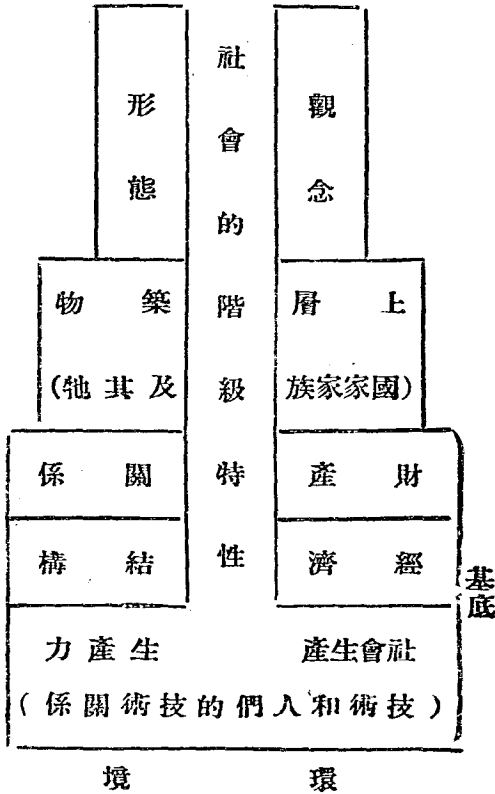 觀念形態
社會的階級特性
上層築物
(國家家族及其牠)
財產關係
經濟結構
社會生產生產力
(技術和人們的技術關係)
基底
環境